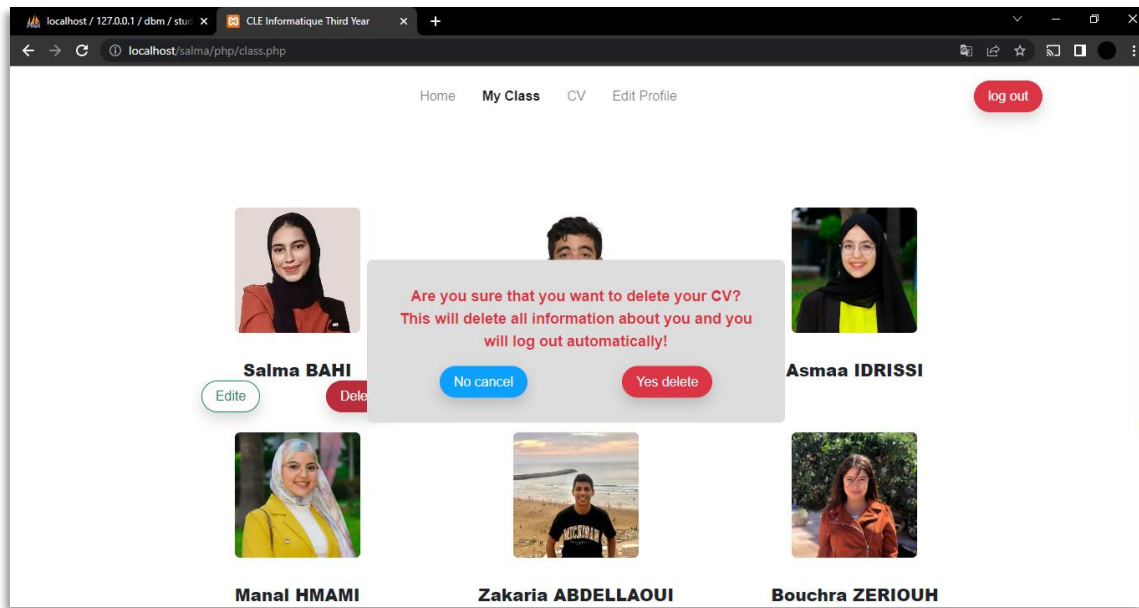 localhost / 127.0.0.1 / dbm / stud
CLE Informatique Third Year
localhost/salma/php/class.php
Home My Class CV Edit Profile log out
Are you sure that you want to delete your CV?
This will delete all information about you and you
will log out automatically!
No cancel Yes delete
Salma BAHI Asmaa IDRISSI
Edite Dele
MICHIGAN
Manal HMAMI Zakaria ABDELLAOUI Bouchra ZERIOUH